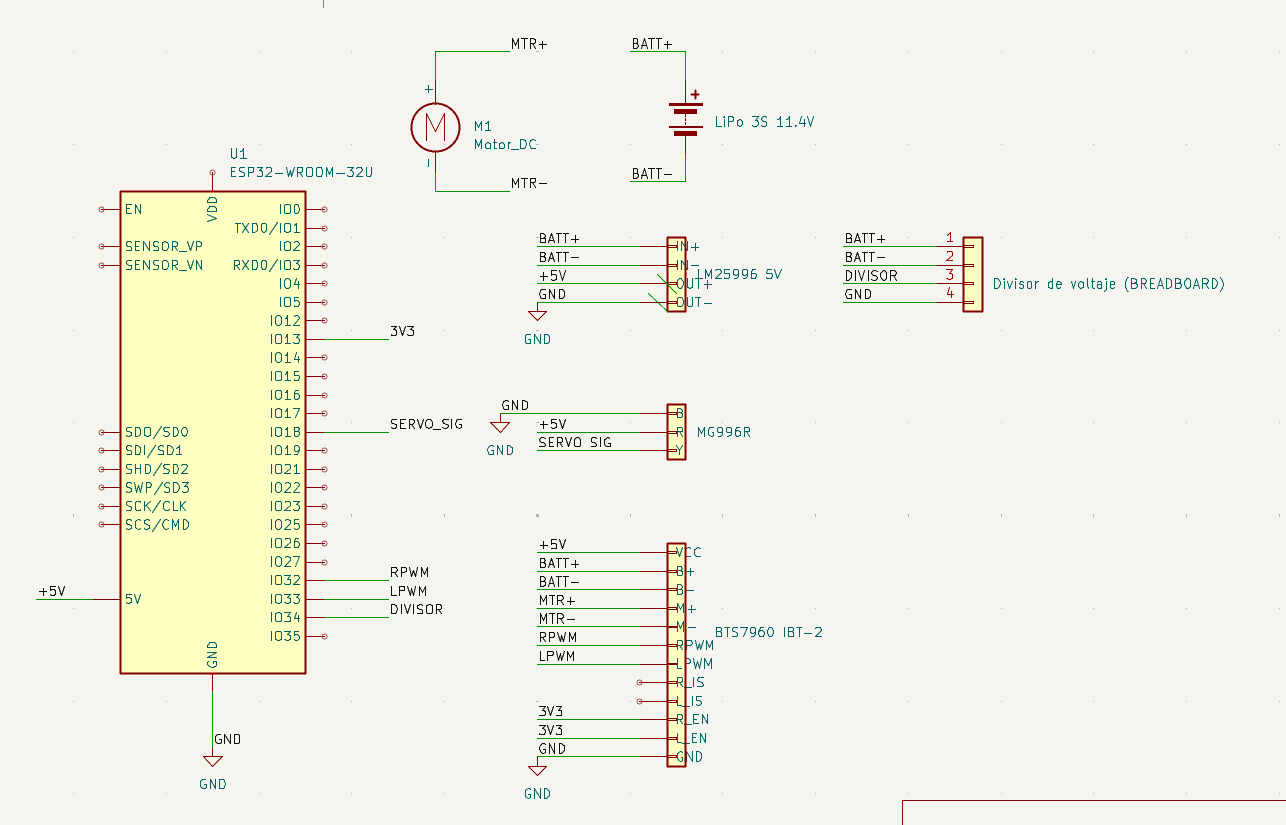 MTR+
BATT+
+
+
M
M1
Motor_DC
LiPo 3S 11.4V
-
MTR-
BATT-
U1
ESP32-WROOM-32U
VDD
EN
SENSOR_VP
SENSOR_VN
SDO/SD0
SDI/SD1
SHD/SD2
SWP/SD3
SCK/CLK
SCS/CMD
+5V
5V
GND
GND
GND
IO0
TXD0/IO1
IO2
RXD0/IO3
IO4
IO5
IO12
IO13
3V3
IO14
IO15
IO16
IO17
IO18
SERVO_SIG
IO19
IO21
IO22
IO23
IO25
IO26
IO27
IO32
RPWM
IO33
LPWM
IO34
DIVISOR
IO35
BATT+
IN+
BATT-
IN-
LM25996 5V
+5V
OUT+
GND
OUT-
GND
BATT+
1
BATT-
2
DIVISOR
3
GND
4
Divisor de voltaje (BREADBOARD)
GND
B
+5V
R
SERVO_SIG
Y
GND
MG996R
+5V
VCC
BATT+
B+
BATT-
B-
MTR+
M+
MTR-
M-
BTS7960 IBT-2
RPWM
RPWM
LPWM
LPWM
R_IS
L_IS
3V3
R_EN
3V3
L_EN
GND
GND
GND